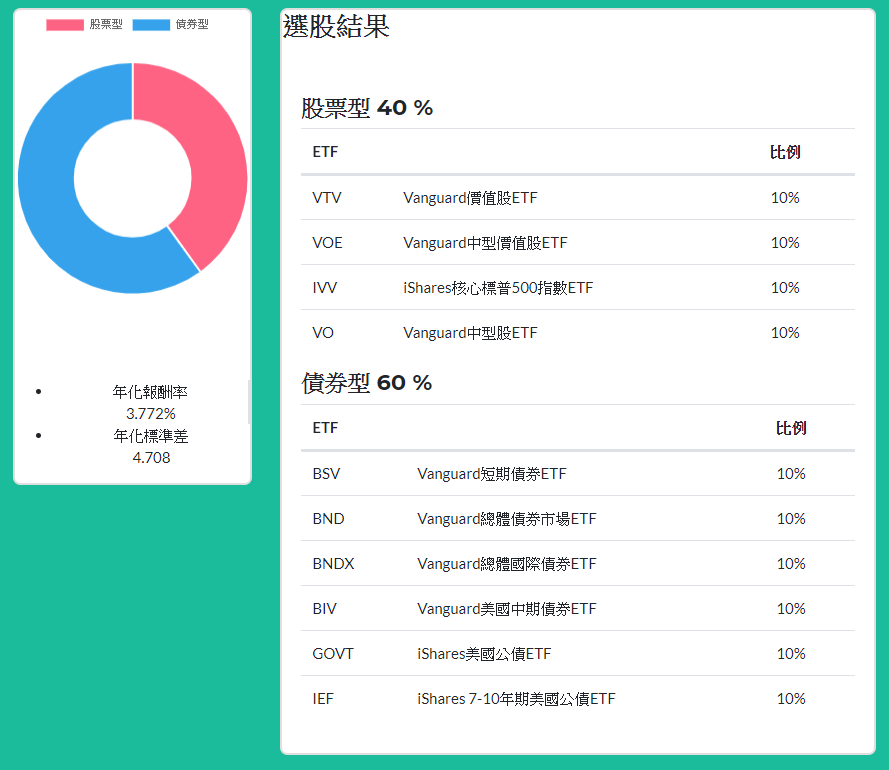 股票型 債券型
年化報酬率
3.772%
年化標準差
4.708
選股結果
股票型 40 %
ETF 比例
VTV Vanguard價值股ETF 10%
VOE Vanguard中型價值股ETF 10%
IVV iShares核心標普500指數ETF 10%
VO Vanguard中型股ETF 10%
債券型 60 %
ETF 比例
BSV Vanguard短期債券ETF 10%
BND Vanguard總體債券市場ETF 10%
BNDX Vanguard總體國際債券ETF 10%
BIV Vanguard美國中期債券ETF 10%
GOVT iShares美國公債ETF 10%
IEF iShares 7-10年期美國公債ETF 10%